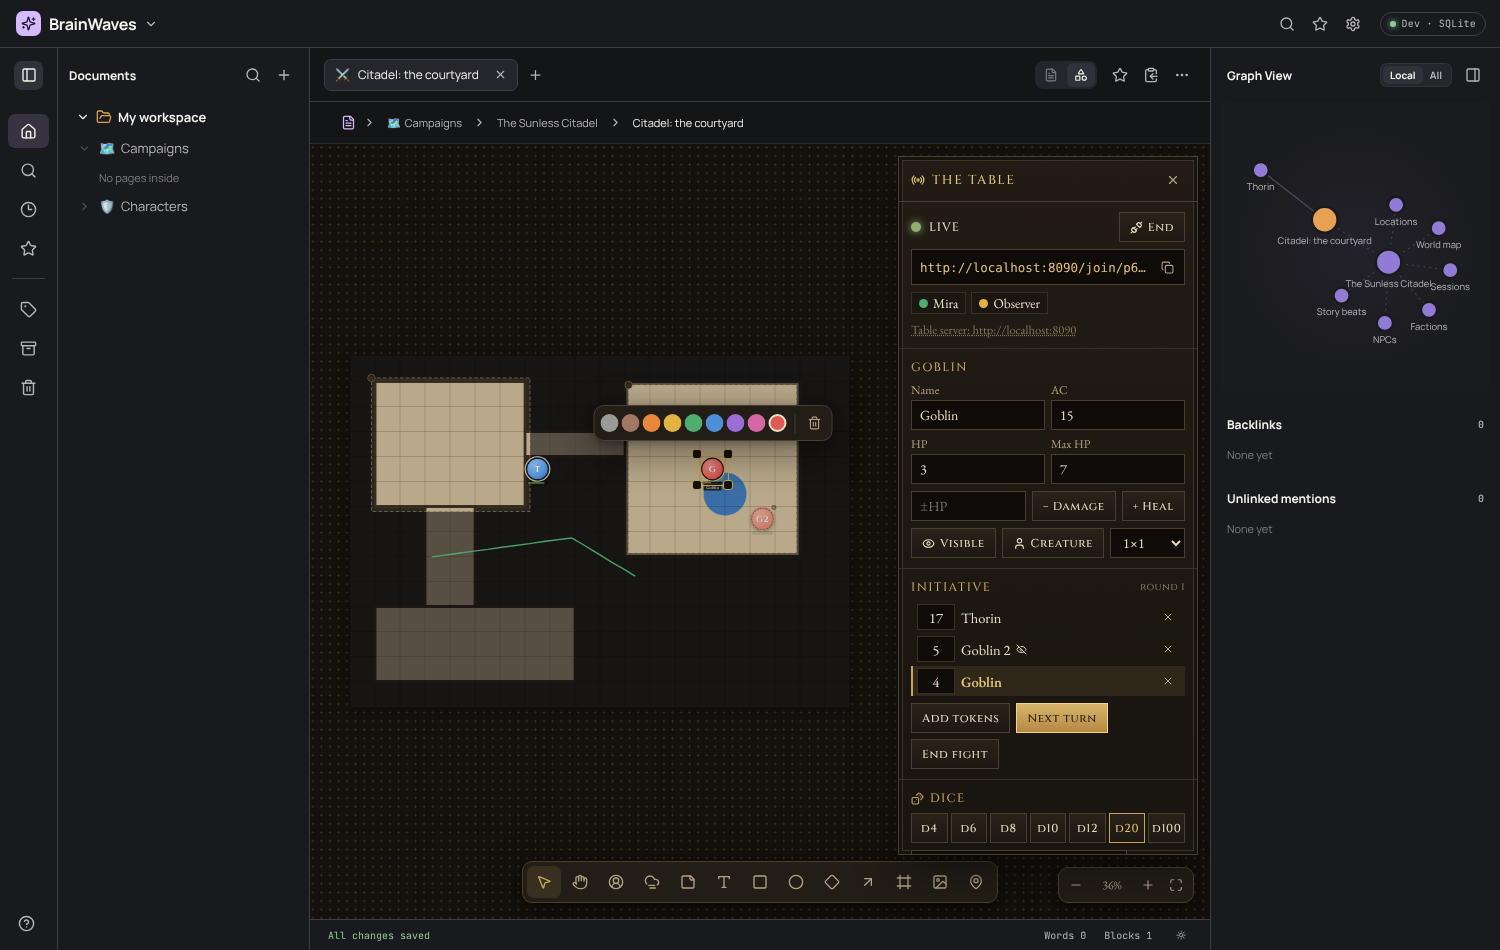 BrainWaves
Dev · SQLite
Documents
My workspace
Campaigns
No pages inside
Characters
Citadel: the courtyard
Campaigns
The Sunless Citadel
Citadel: the courtyard
T
G
G2
THE TABLE
LIVE
END
http://localhost:8090/join/p6…
Mira
Observer
Table server: http://localhost:8090
GOBLIN
Name
AC
Goblin
15
HP
Max HP
3
7
±HP
− DAMAGE
+ HEAL
VISIBLE
CREATURE
1×1
INITIATIVE
ROUND 1
17 Thorin
5 Goblin 2
4 Goblin
ADD TOKENS
NEXT TURN
END FIGHT
DICE
D4
D6
D8
D10
D12
D20
D100
36%
All changes saved
Words 0
Blocks 1
Graph View
Local
All
Thorin
Citadel: the courtyard
Locations
World map
The Sunless Citadel
Sessions
Story beats
Factions
NPCs
Backlinks
0
None yet
Unlinked mentions
0
None yet